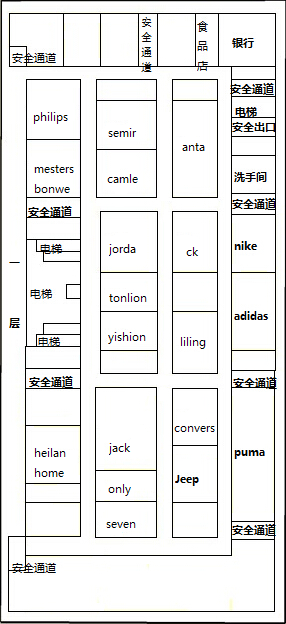 安全通道
食品店
银行
安全通道
philips
semir
anta
安全通道
电梯
安全出口
mesters
bonwe
camle
洗手间
安全通道
安全通道
jorda
ck
nike
电梯
一层
电梯
tonlion
adidas
电梯
yishion
liling
安全通道
安全通道
convers
heilan
home
jack
Jeep
puma
only
seven
安全通道
安全通道